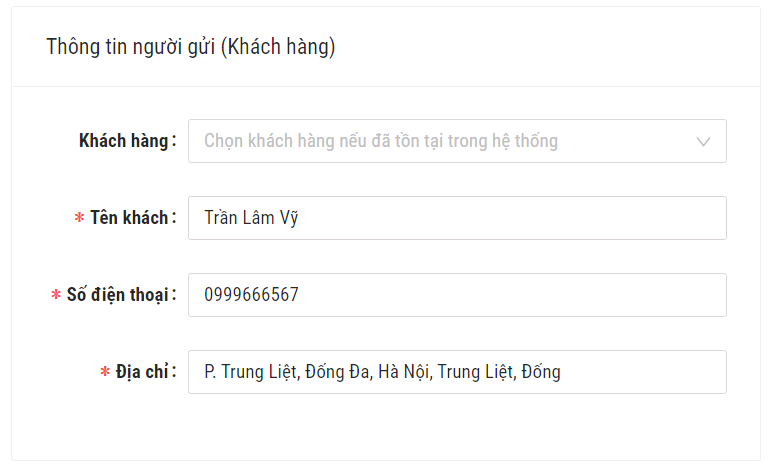 Thông tin người gửi (Khách hàng)
Khách hàng: Chọn khách hàng nếu đã tồn tại trong hệ thống
* Tên khách: Trần Lâm Vỹ
* Số điện thoại: 0999666567
* Địa chỉ: P. Trung Liệt, Đống Đa, Hà Nội, Trung Liệt, Đống